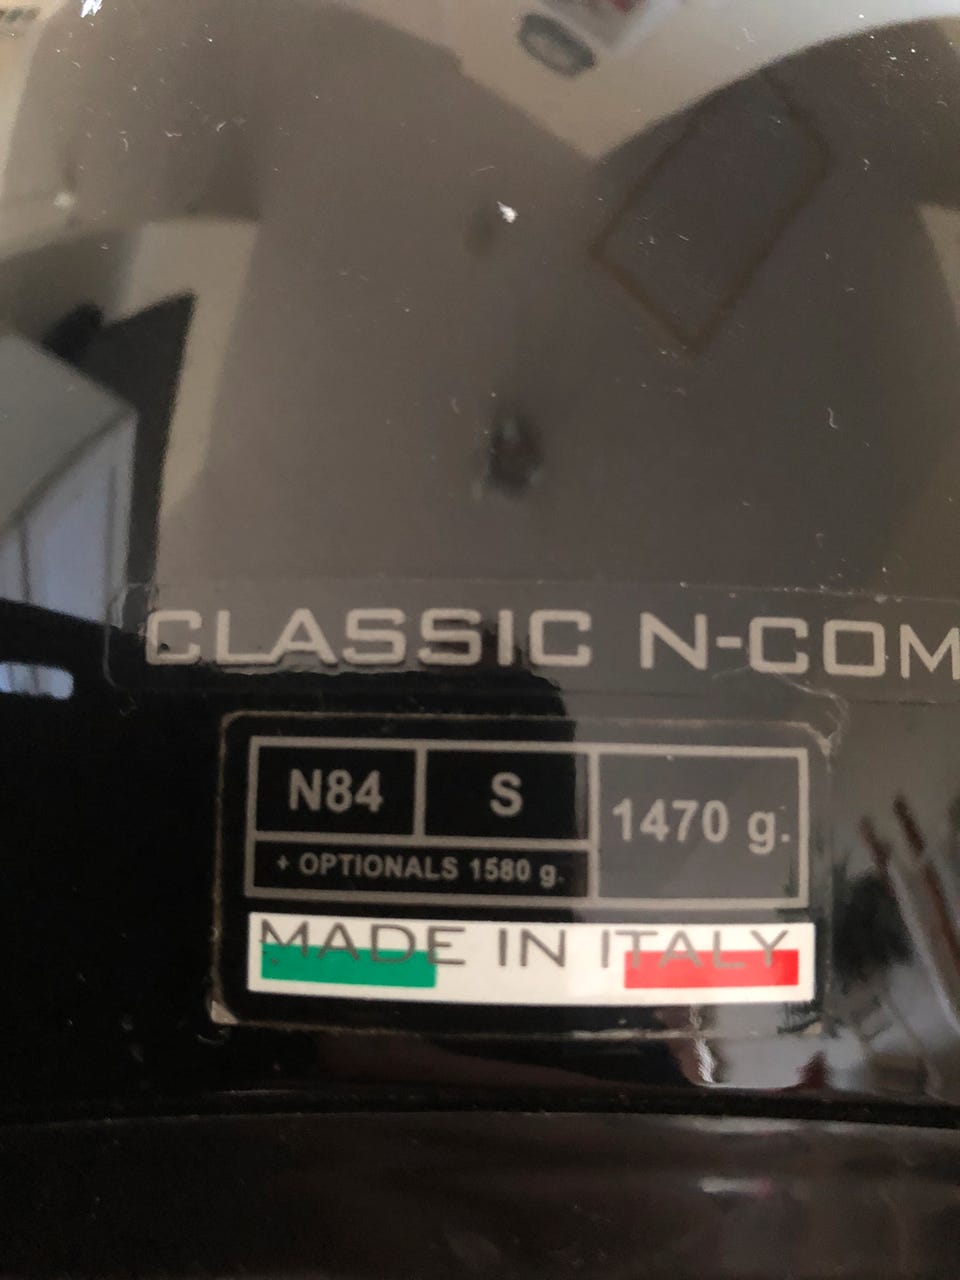 CLASSIC N-COM
N84 S 1470 g.
+ OPTIONALS 1580 g.
MADE IN ITALY